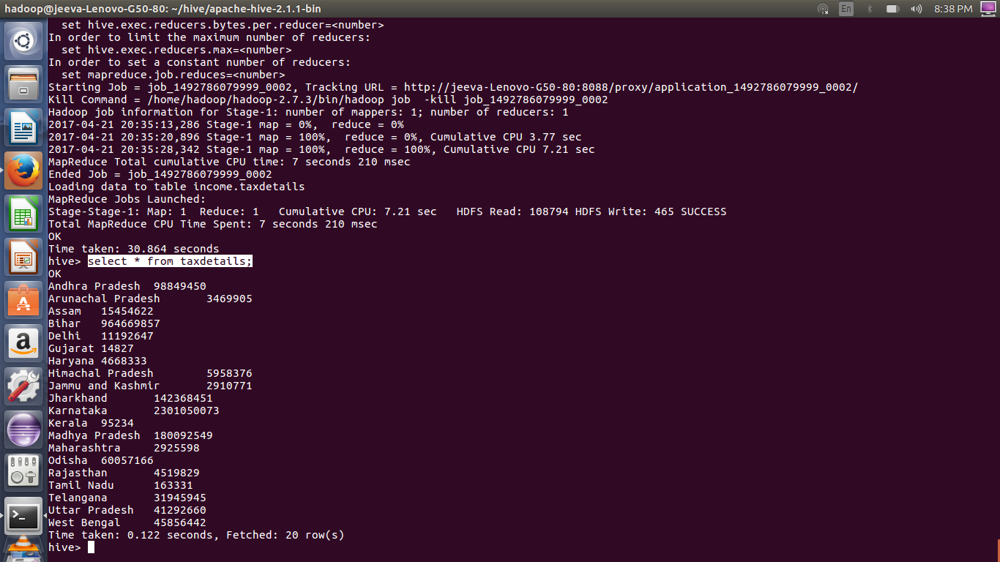 hadoop@jeeva-Lenovo-G50-80: ~/hive/apache-hive-2.1.1-bin En 8:38 PM
  set hive.exec.reducers.bytes.per.reducer=<number>
In order to limit the maximum number of reducers:
  set hive.exec.reducers.max=<number>
In order to set a constant number of reducers:
  set mapreduce.job.reduces=<number>
Starting Job = job_1492786079999_0002, Tracking URL = http://jeeva-Lenovo-G50-80:8088/proxy/application_1492786079999_0002/
Kill Command = /home/hadoop/hadoop-2.7.3/bin/hadoop job  -kill job_1492786079999_0002
Hadoop job information for Stage-1: number of mappers: 1; number of reducers: 1
2017-04-21 20:35:13,286 Stage-1 map = 0%,  reduce = 0%
2017-04-21 20:35:20,896 Stage-1 map = 100%,  reduce = 0%, Cumulative CPU 3.77 sec
2017-04-21 20:35:28,342 Stage-1 map = 100%,  reduce = 100%, Cumulative CPU 7.21 sec
MapReduce Total cumulative CPU time: 7 seconds 210 msec
Ended Job = job_1492786079999_0002
Loading data to table income.taxdetails
MapReduce Jobs Launched:
Stage-Stage-1: Map: 1  Reduce: 1   Cumulative CPU: 7.21 sec   HDFS Read: 108794 HDFS Write: 465 SUCCESS
Total MapReduce CPU Time Spent: 7 seconds 210 msec
OK
Time taken: 30.864 seconds
hive> select * from taxdetails;
OK
Andhra Pradesh  98849450
Arunachal Pradesh       3469905
Assam   15454622
Bihar   964669857
Delhi   11192647
Gujarat 14827
Haryana 4668333
Himachal Pradesh        5958376
Jammu and Kashmir       2910771
Jharkhand       142368451
Karnataka       2301050073
Kerala  95234
Madhya Pradesh  180092549
Maharashtra     2925598
Odisha  60057166
Rajasthan       4519829
Tamil Nadu      163331
Telangana       31945945
Uttar Pradesh   41292660
West Bengal     45856442
Time taken: 0.122 seconds, Fetched: 20 row(s)
hive>